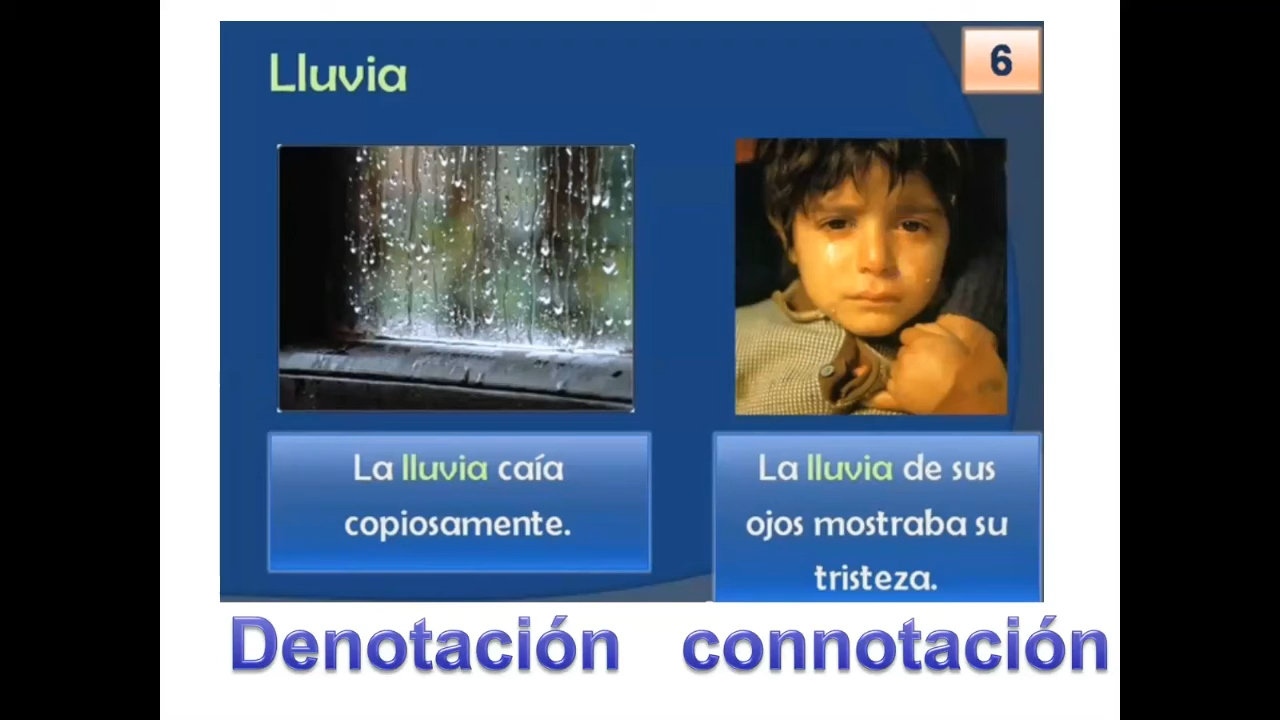 Lluvia
6
La lluvia caía
copiosamente.
La lluvia de sus
ojos mostraba su
tristeza.
Denotación
connotación